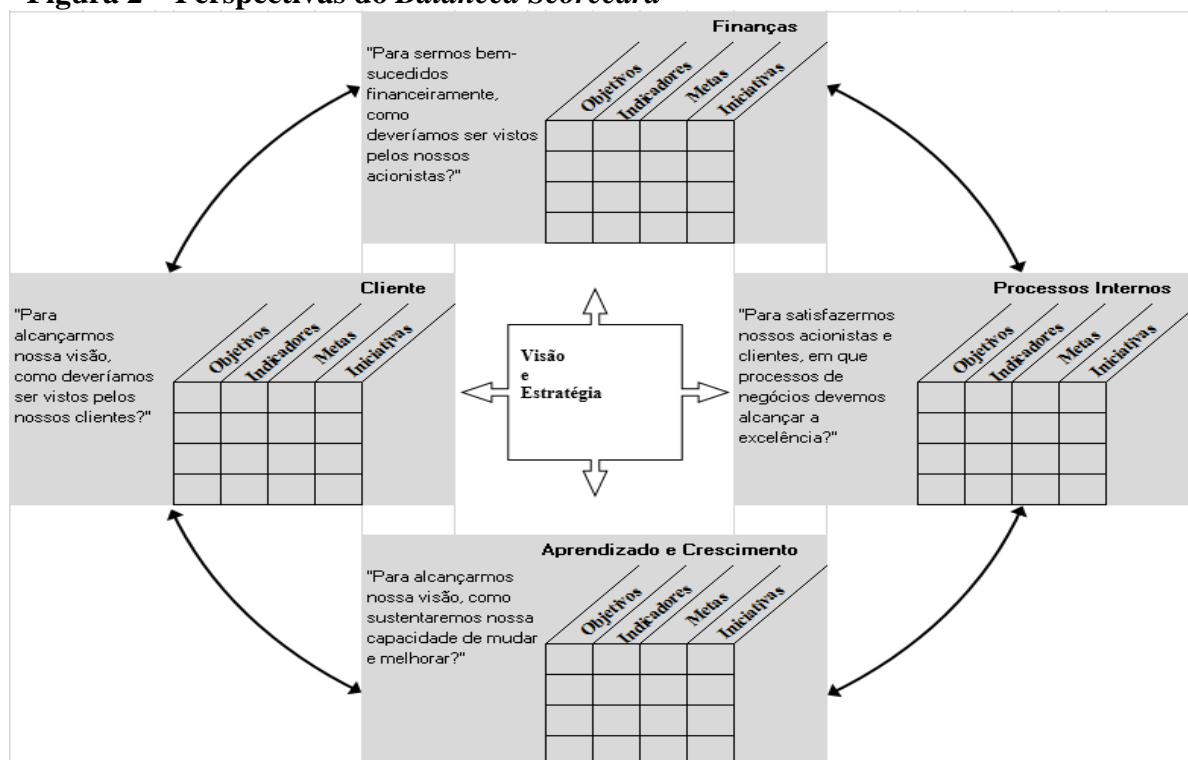 Figura 2 – Perspectivas do Balanced Scorecard
Finanças
"Para sermos bem-
sucedidos
financeiramente,
como
deveríamos ser vistos
pelos nossos
acionistas?"
Objetivos
Indicadores
Metas
Iniciativas
Cliente
"Para
alcançarmos
nossa visão,
como deveríamos
ser vistos pelos
nossos clientes?"
Objetivos
Indicadores
Metas
Iniciativas
Visão
e
Estratégia
Processos Internos
"Para satisfazermos
nossos acionistas e
clientes, em que
processos de
negócios devemos
alcançar a
excelência?"
Objetivos
Indicadores
Metas
Iniciativas
Aprendizado e Crescimento
"Para alcançarmos
nossa visão, como
sustentaremos nossa
capacidade de mudar
e melhorar?"
Objetivos
Indicadores
Metas
Iniciativas